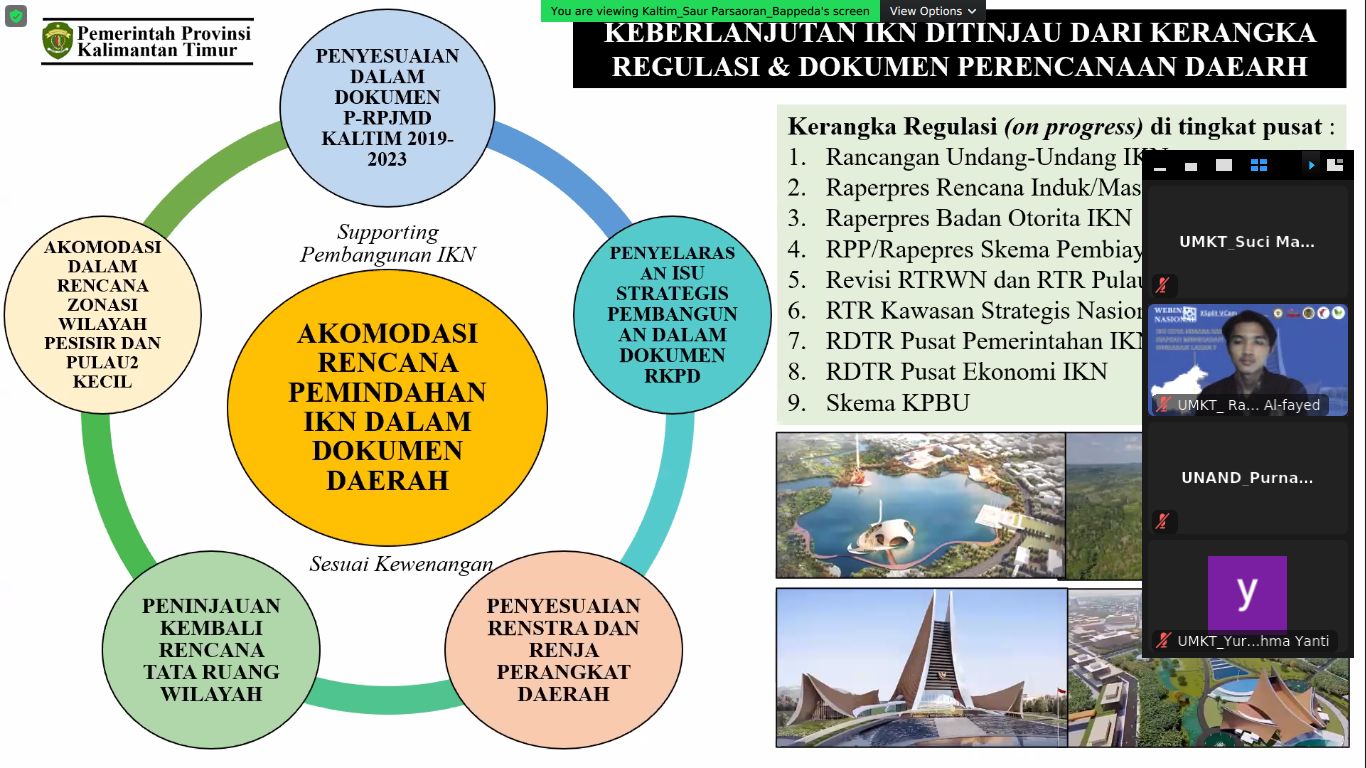 You are viewing Kaltim_Saur Parsaoran_Bappeda's screen
View Options
Pemerintah Provinsi
Kalimantan Timur
KEBERLANJUTAN IKN DITINJAU DARI KERANGKA
REGULASI & DOKUMEN PERENCANAAN DAEARH
PENYESUAIAN
DALAM
DOKUMEN
P-RPJMD
KALTIM 2019-
2023
Supporting
Pembangunan IKN
AKOMODASI
DALAM
RENCANA
ZONASI
WILAYAH
PESISIR DAN
PULAU2
KECIL
PENYELARAS
AN ISU
STRATEGIS
PEMBANGUN
AN DALAM
DOKUMEN
RKPD
AKOMODASI
RENCANA
PEMINDAHAN
IKN DALAM
DOKUMEN
DAERAH
Sesuai Kewenangan
PENINJAUAN
KEMBALI
RENCANA
TATA RUANG
WILAYAH
PENYESUAIAN
RENSTRA DAN
RENJA
PERANGKAT
DAERAH
Kerangka Regulasi (on progress) di tingkat pusat :
1. Rancangan Undang-Undang IKN
2. Raperpres Rencana Induk/Mas
3. Raperpres Badan Otorita IKN
4. RPP/Rapepres Skema Pembiay
5. Revisi RTRWN dan RTR Pulau
6. RTR Kawasan Strategis Nasion
7. RDTR Pusat Pemerintahan IKN
8. RDTR Pusat Ekonomi IKN
9. Skema KPBU
UMKT_Suci Ma...
WEBIN
NASION
XSplit VCam
UMKT_ Ra... Al-fayed
UNAND_Purna...
y
UMKT_Yur...hma Yanti